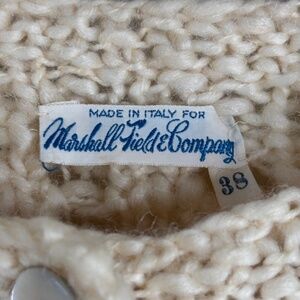 MADE IN ITALY FOR
Marshall Field & Company
38